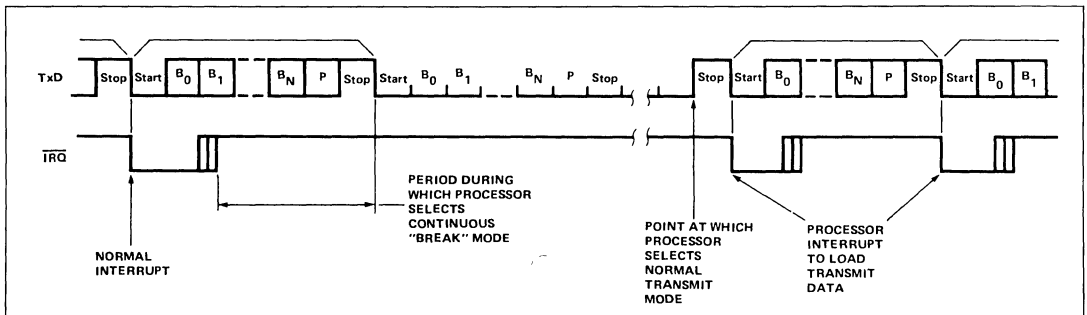 TxD Stop Start B0 B1 BN P Stop Start B0 B1 BN P Stop Stop Start B0 BN P Stop Start B0 B1
IRQ
NORMAL
INTERRUPT
PERIOD DURING
WHICH PROCESSOR
SELECTS
CONTINUOUS
"BREAK" MODE
POINT AT WHICH
PROCESSOR
SELECTS
NORMAL
TRANSMIT
MODE
PROCESSOR
INTERRUPT
TO LOAD
TRANSMIT
DATA